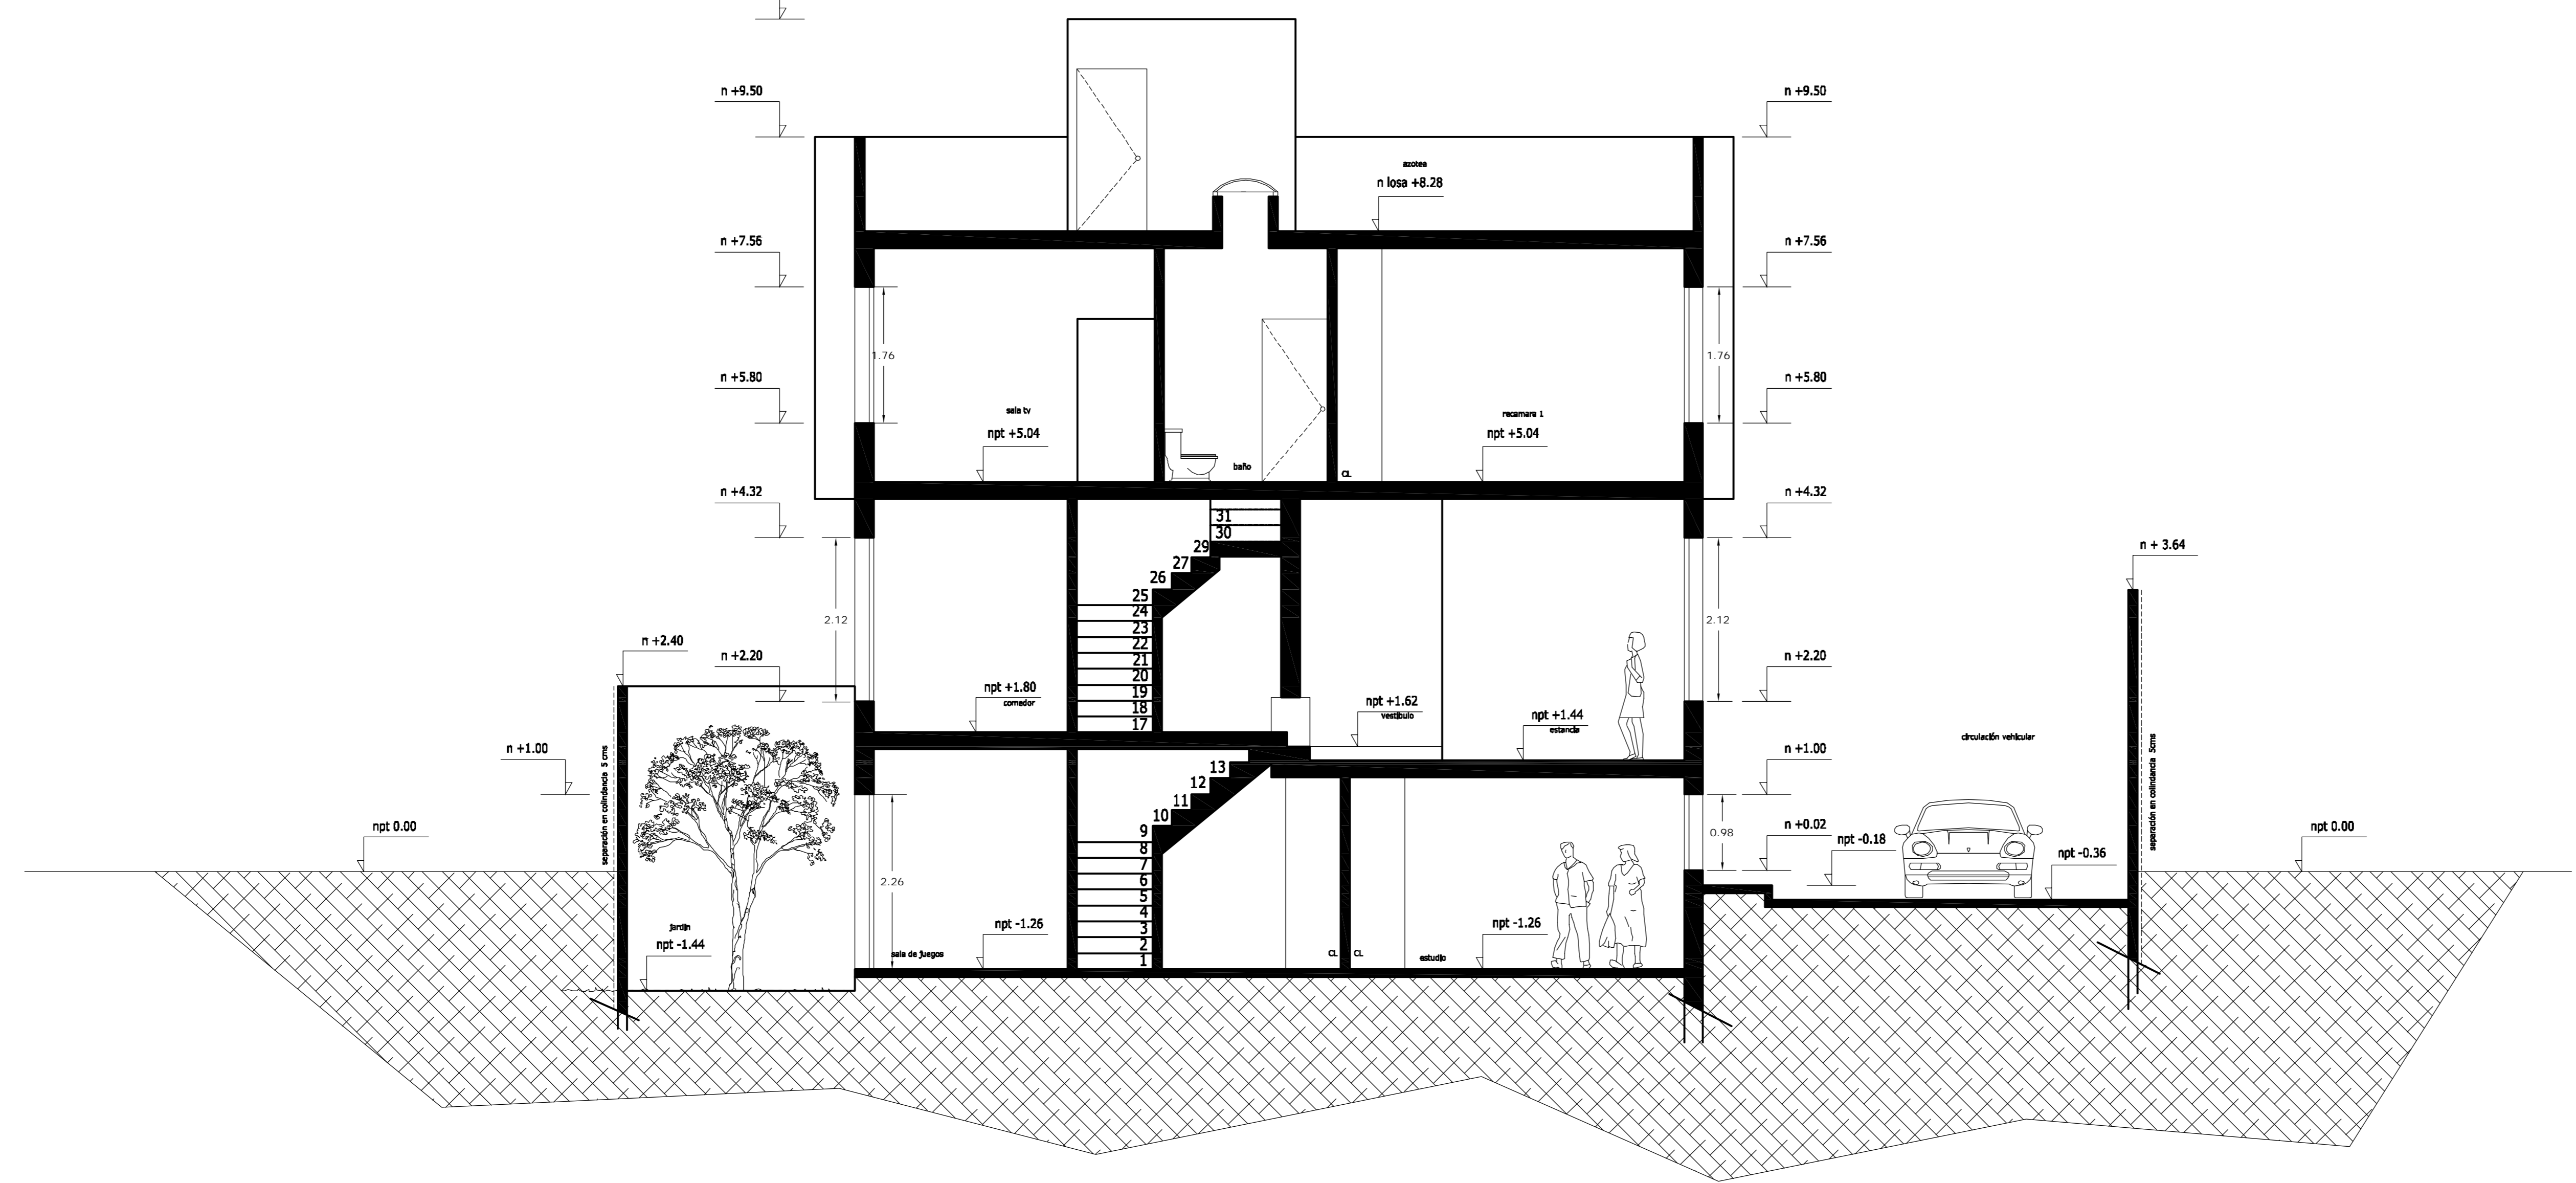 n +9.50
n +9.50
azotea
n losa +8.28
n +7.56
n +7.56
1.76
1.76
n +5.80
n +5.80
sala tv
npt +5.04
recamara 1
npt +5.04
baño
CL
n +4.32
n +4.32
31
30
29
27
26
25
24
23
22
21
20
19
18
17
n + 3.64
2.12
2.12
n +2.40
n +2.20
n +2.20
npt +1.80
comedor
npt +1.62
vestibulo
npt +1.44
estancia
circulación vehicular
separación en colindancia 5 cms
separación en colindancia 5cms
n +1.00
n +1.00
13
12
11
10
9
8
7
6
5
4
3
2
1
npt 0.00
npt 0.00
0.98
n +0.02
npt -0.18
npt -0.36
2.26
jardin
npt -1.44
npt -1.26
sala de juegos
CL
CL
npt -1.26
estudio